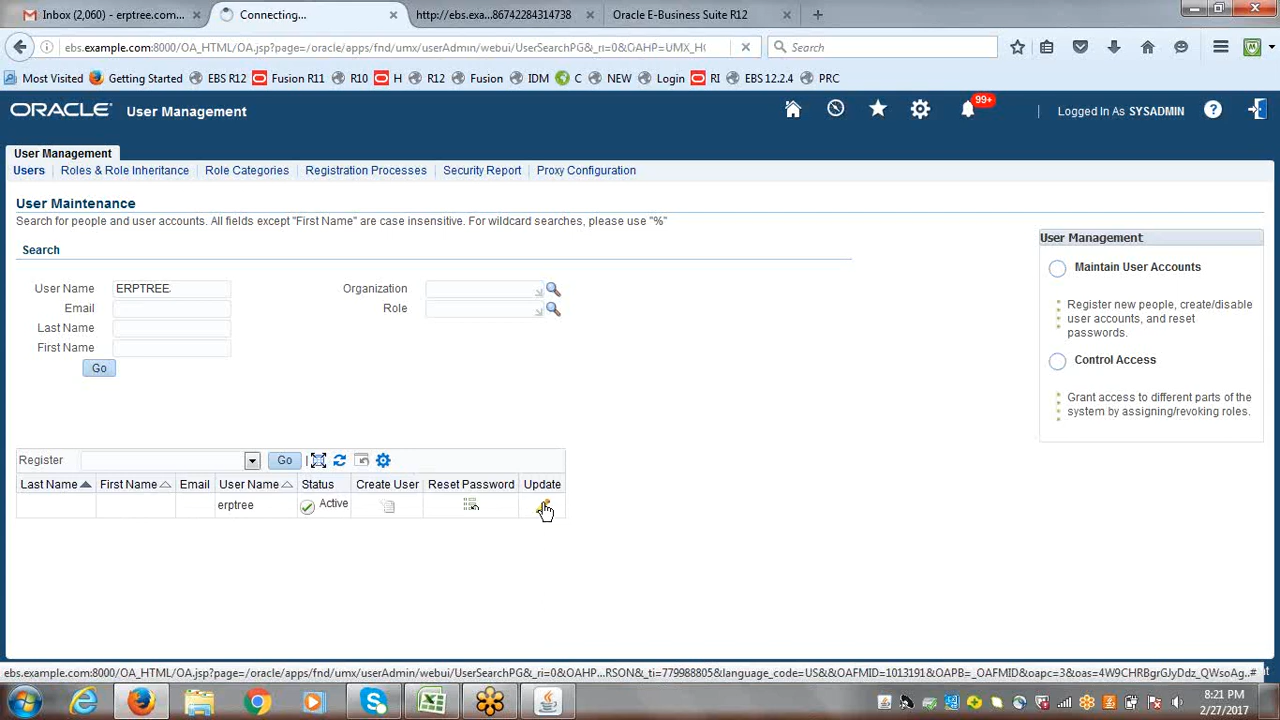 Inbox (2,060) - erptree.com...
Connecting...
http://ebs.exa...86742284314738
Oracle E-Business Suite R12
ebs.example.com:8000/OA_HTML/OA.jsp?page=/oracle/apps/fnd/umx/userAdmin/webui/UserSearchPG&_ri=0&OAHP=UMX_HC
Search
Most Visited
Getting Started
EBS R12
Fusion R11
R10
H
R12
Fusion
IDM
C
NEW
Login
RI
EBS 12.2.4
PRC
ORACLE
User Management
99+
Logged In As SYSADMIN
User Management
Users
Roles & Role Inheritance
Role Categories
Registration Processes
Security Report
Proxy Configuration
User Maintenance
Search for people and user accounts. All fields except "First Name" are case insensitive. For wildcard searches, please use "%"
Search
User Name ERPTREE
Email
Last Name
First Name
Organization
Role
Go
User Management
Maintain User Accounts
Register new people, create/disable
user accounts, and reset
passwords.
Control Access
Grant access to different parts of the
system by assigning/revoking roles.
Register
Go
Last Name First Name Email User Name Status Create User Reset Password Update
erptree Active
ebs.example.com:8000/OA_HTML/OA.jsp?page=/oracle/apps/fnd/umx/userAdmin/webui/UserSearchPG&_ri=0&OAHP...RSON&_ti=779988805&language_code=US&&OAFMID=1013191&OAPB=_OAFMID&oapc=3&oas=4W9CHRBgrGJyDdz_QWsoAg..#
8:21 PM
2/27/2017